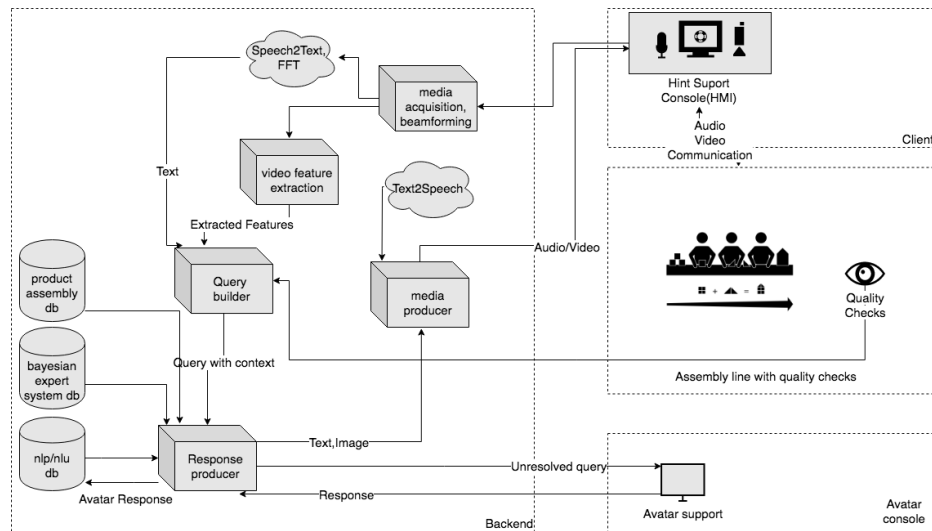 Speech2Text,
FFT
media
acquisition,
beamforming
Hint Suport
Console(HMI)
Audio
Video
Communication
Client
video feature
extraction
Text
Text2Speech
Extracted Features
Audio/Video
product
assembly
db
Query
builder
media
producer
Quality
Checks
Query with context
bayesian
expert
system db
Assembly line with quality checks
nlp/nlu
db
Response
producer
Text,Image
Unresolved query
Avatar Response
Response
Avatar support
Avatar
console
Backend